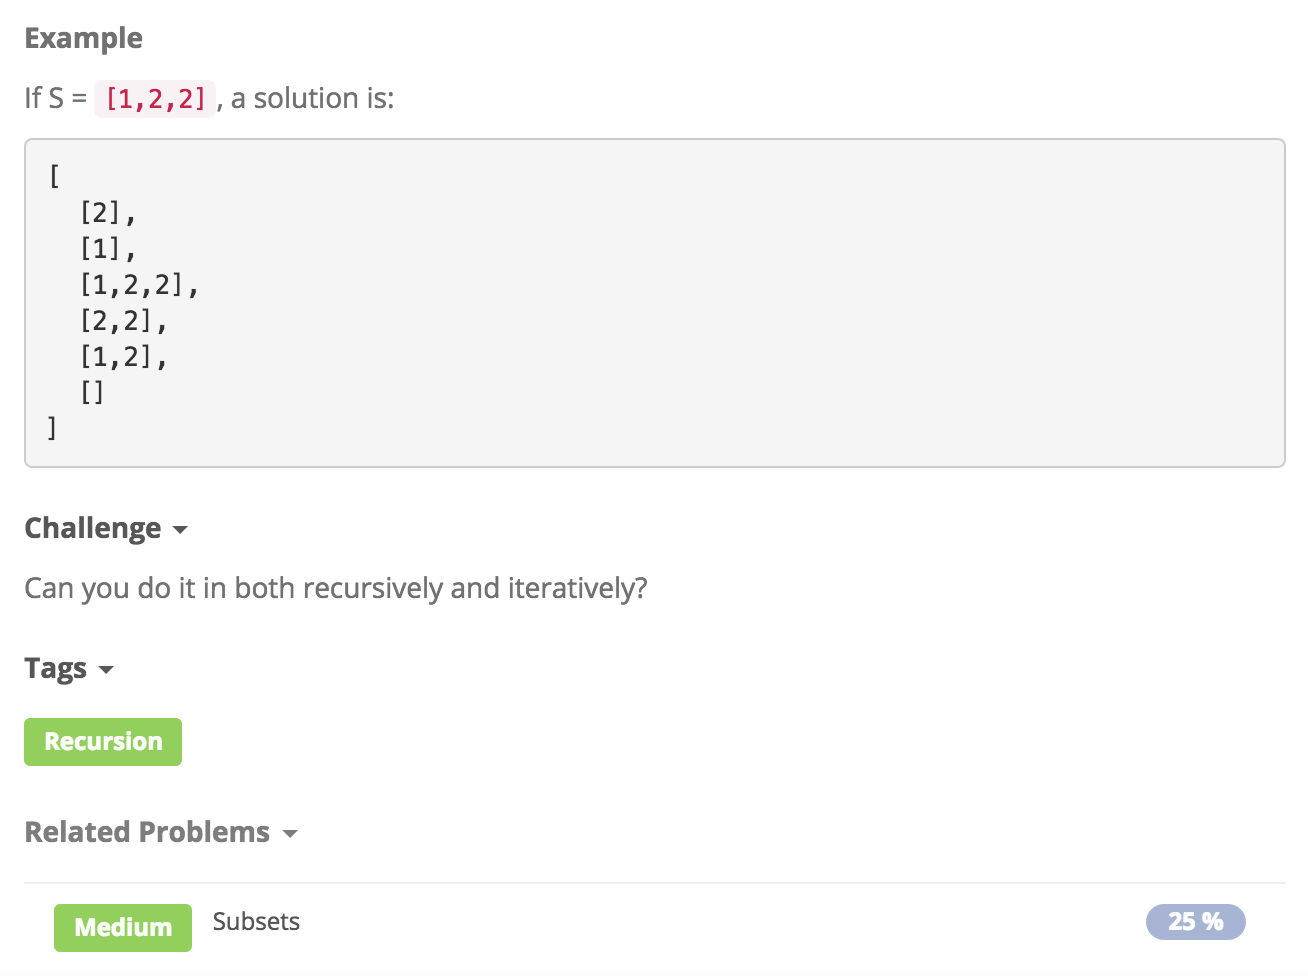 Example
If S = [1,2,2], a solution is:
[
  [2],
  [1],
  [1,2,2],
  [2,2],
  [1,2],
  []
]
Challenge
Can you do it in both recursively and iteratively?
Tags
Recursion
Related Problems
Medium Subsets 25 %